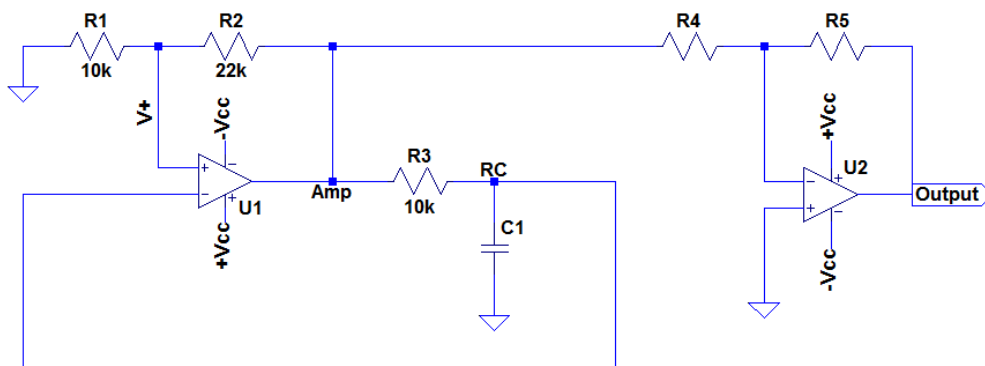 R1
10k
R2
22k
R4
R5
V+
-Vcc
+
-
-
+
U1
+Vcc
Amp
R3
10k
RC
C1
+Vcc
U2
-
+
+
-
-Vcc
Output